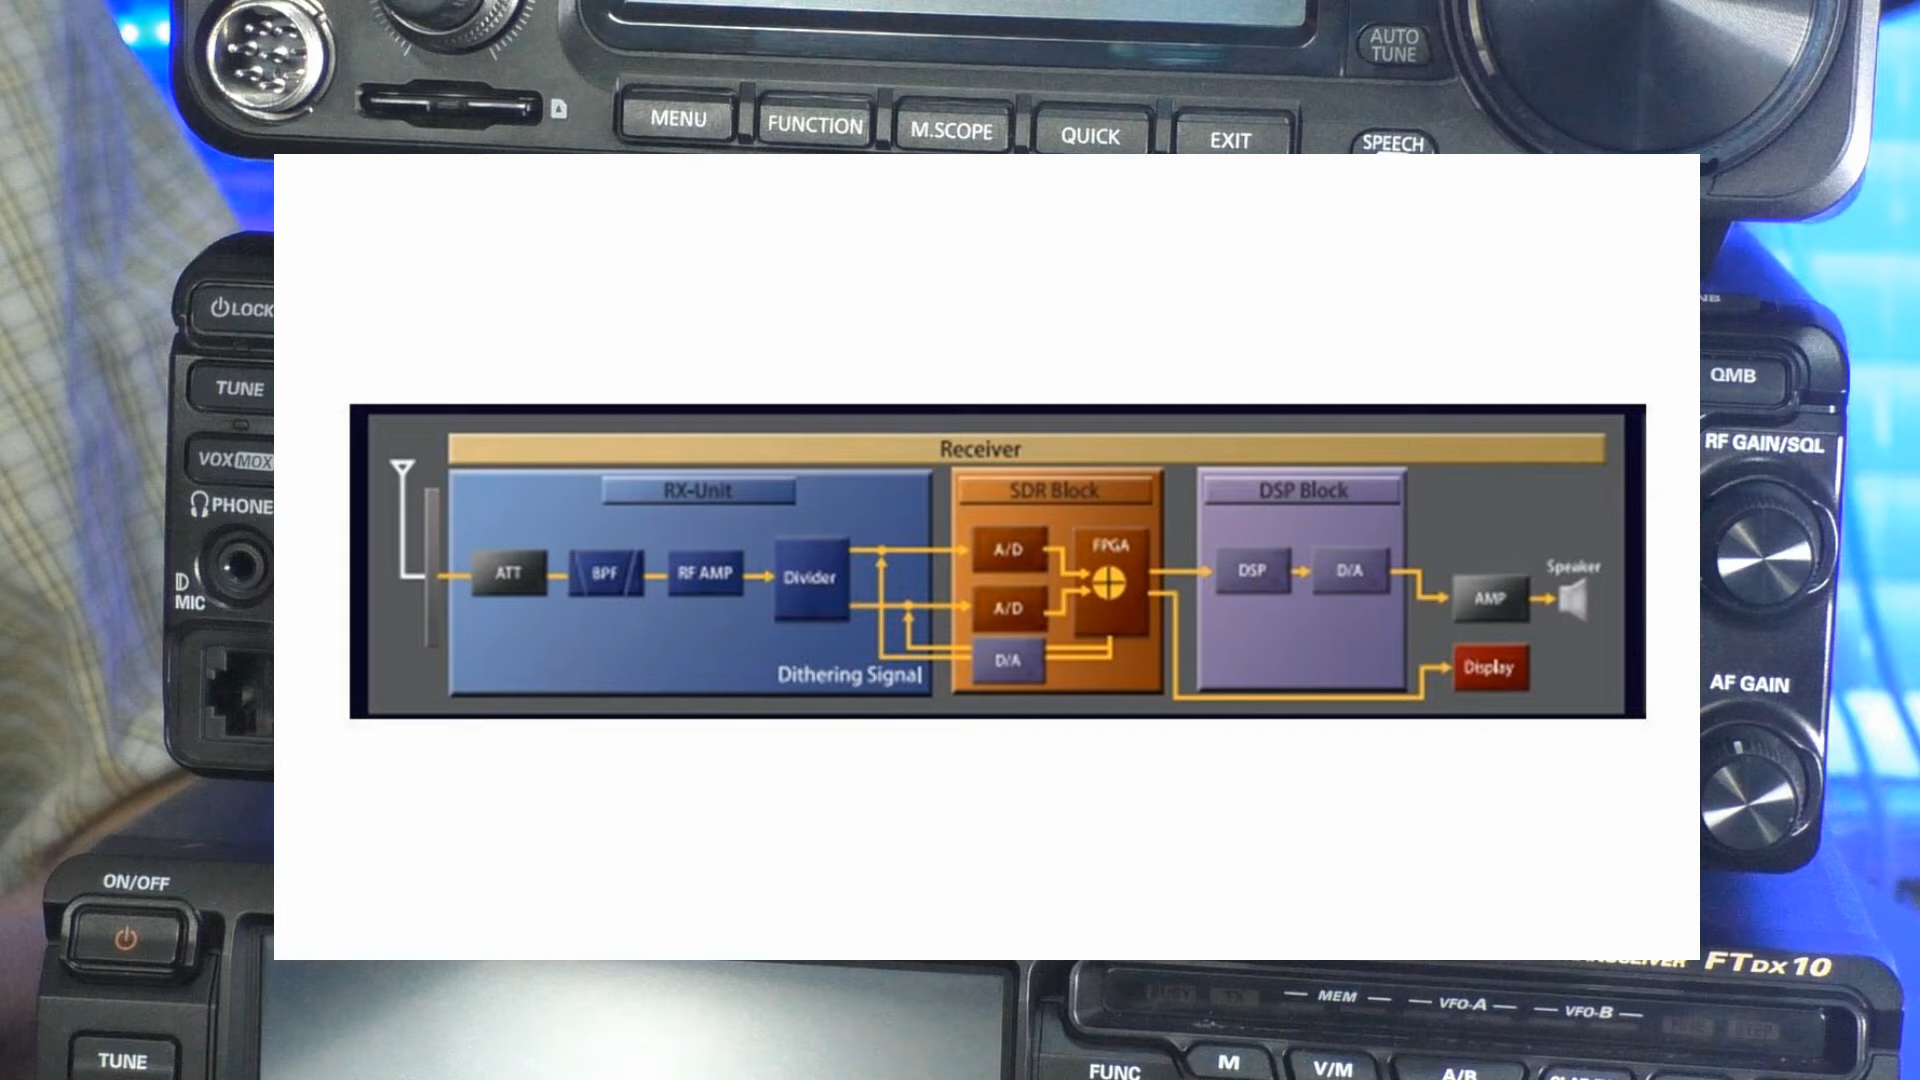 AUTO
TUNE
MENU
FUNCTION
M.SCOPE
QUICK
EXIT
SPEECH
LOCK
TUNE
VOX MOX
PHONE
MIC
QMB
RF GAIN/SQL
AF GAIN
Receiver
RX-Unit
SDR Block
DSP Block
ATT
BPF
RF AMP
Divider
A/D
A/D
FPGA
D/A
Dithering Signal
DSP
D/A
AMP
Speaker
Display
ON/OFF
TUNE
FTDX10
BUSY
TX
MEM
VFO-A
VFO-B
FUNC
M
V/M
A/B